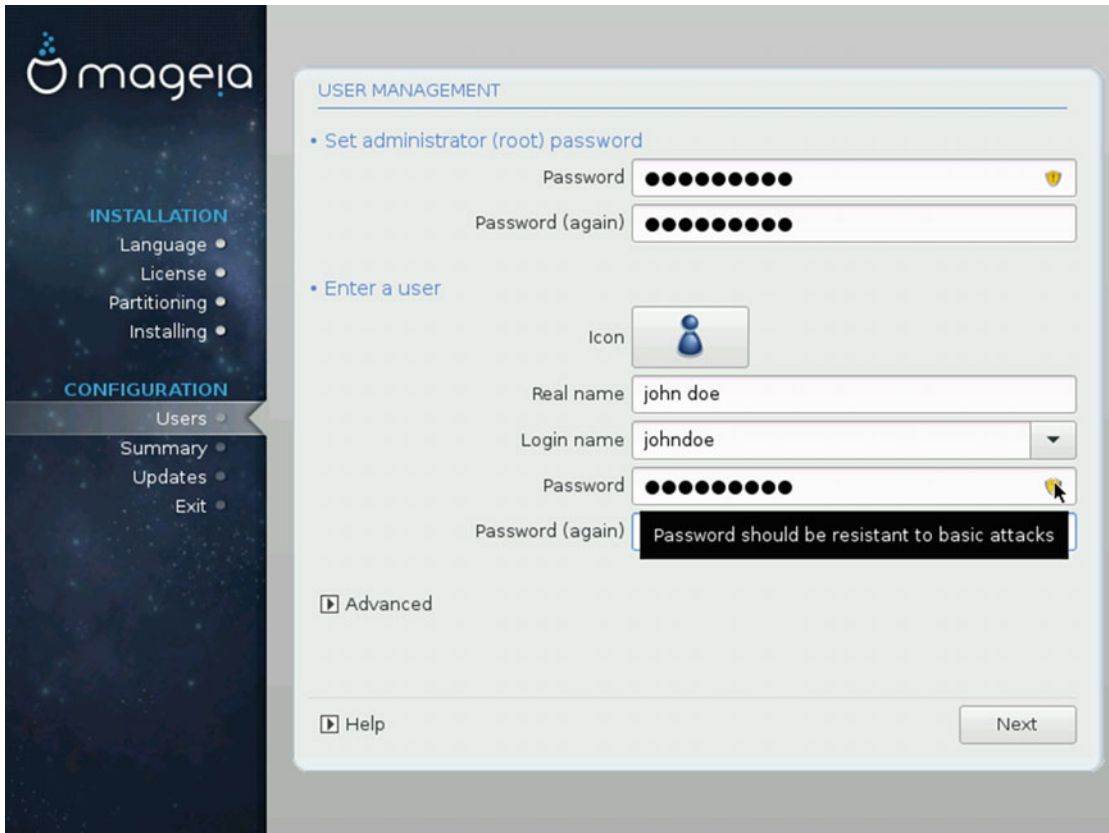 mageia
INSTALLATION
Language
License
Partitioning
Installing
CONFIGURATION
Users
Summary
Updates
Exit
USER MANAGEMENT
• Set administrator (root) password
Password ●●●●●●●●●
Password (again) ●●●●●●●●●
• Enter a user
Icon
Real name john doe
Login name johndoe
Password ●●●●●●●●●
Password (again)
Password should be resistant to basic attacks
Advanced
Help
Next